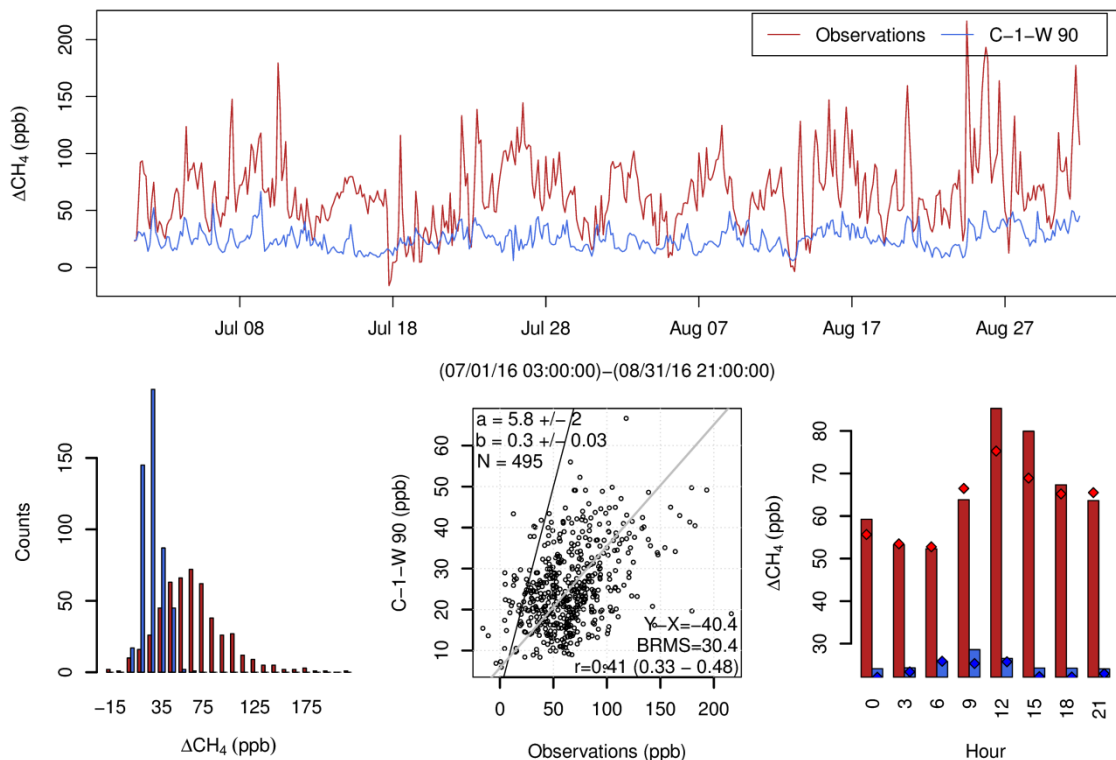 Observations C−1−W 90
ΔCH4 (ppb)
200
150
100
50
0
Jul 08 Jul 18 Jul 28 Aug 07 Aug 17 Aug 27
(07/01/16 03:00:00)−(08/31/16 21:00:00)
Counts
150
100
50
0
−15 35 75 125 175
ΔCH4 (ppb)
C−1−W 90 (ppb)
60
50
40
30
20
10
a = 5.8 +/− 2
b = 0.3 +/− 0.03
N = 495
Y−X=−40.4
BRMS=30.4
r=0.41 (0.33 − 0.48)
0 50 100 150 200
Observations (ppb)
ΔCH4 (ppb)
80
70
60
50
40
30
0 3 6 9 12 15 18 21
Hour